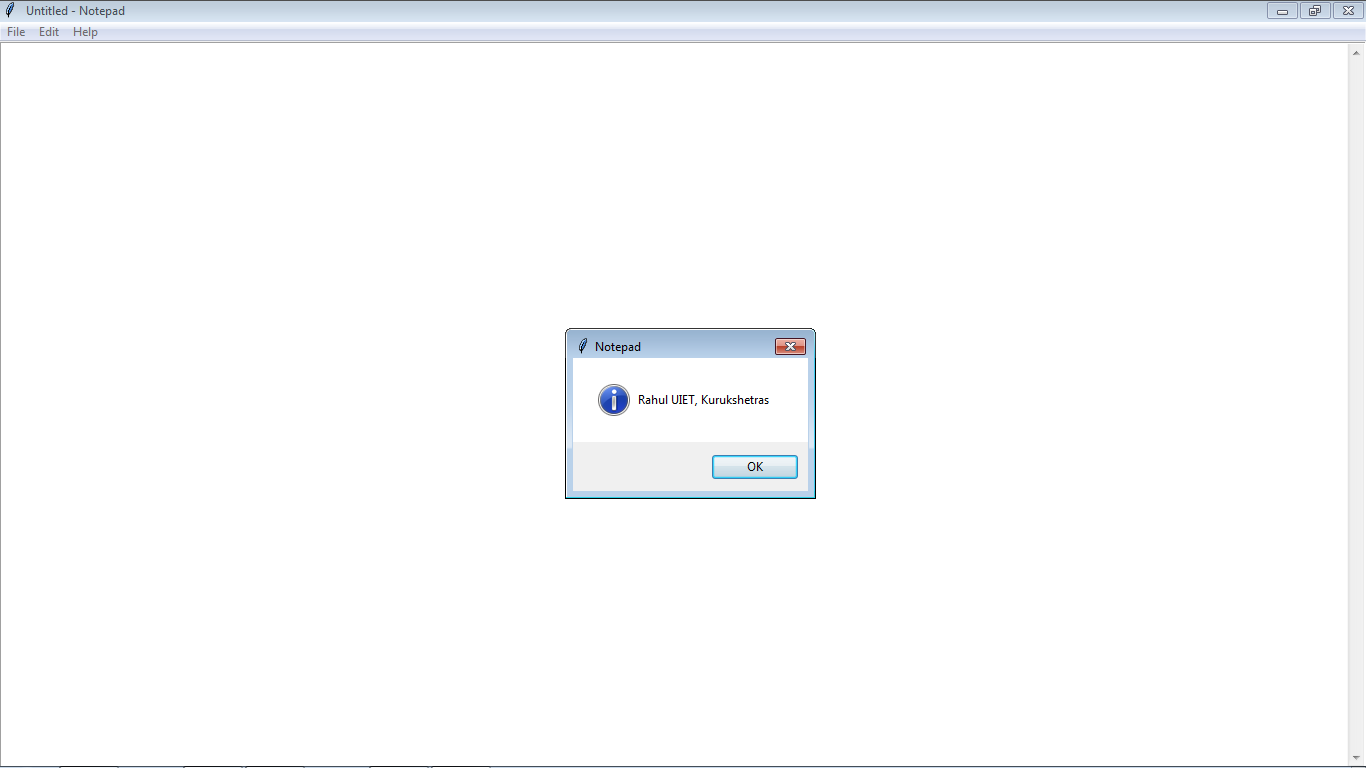 Untitled - Notepad
File Edit Help
Notepad
Rahul UIET, Kurukshetras
OK